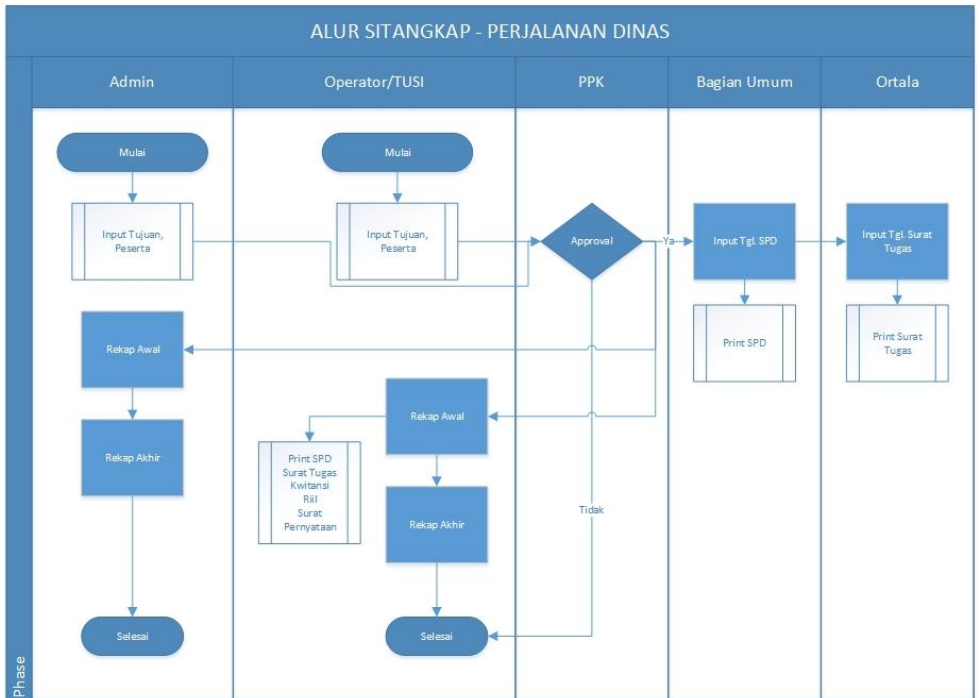 ALUR SITANGKAP - PERJALANAN DINAS
Admin
Operator/TUSI
PPK
Bagian Umum
Ortala
Mulai
Mulai
Input Tujuan,
Peserta
Input Tujuan,
Peserta
Approval
Ya
Input Tgl. SPD
Input Tgl. Surat
Tugas
Print SPD
Print Surat
Tugas
Rekap Awal
Rekap Awal
Rekap Akhir
Print SPD
Surat Tugas
Kwitansi
Riil
Surat
Pernyataan
Rekap Akhir
Tidak
Selesai
Selesai
Phase